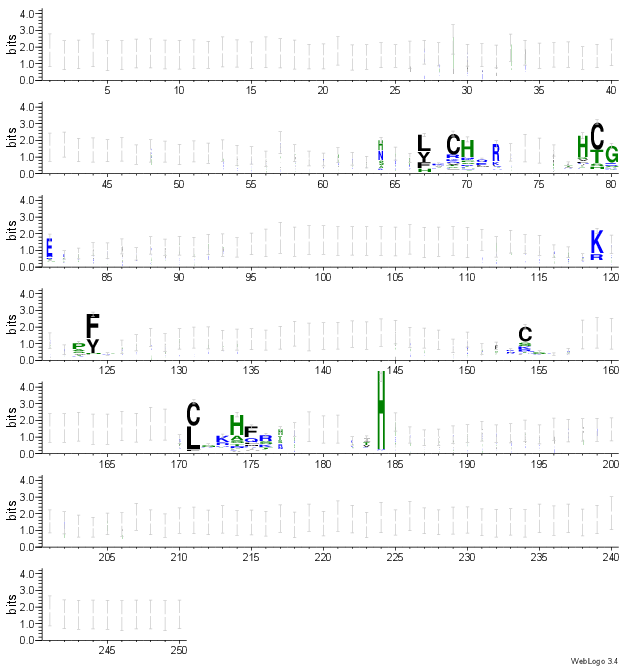 4.0
3.0
2.0
1.0
0.0
bits
5 10 15 20 25 30 35 40
4.0
3.0
2.0
1.0
0.0
bits
H
N
L
Y
C
H
R
H
C
T
G
45 50 55 60 65 70 75 80
4.0
3.0
2.0
1.0
0.0
bits
E
K
R
85 90 95 100 105 110 115 120
4.0
3.0
2.0
1.0
0.0
bits
P
F
Y
C
125 130 135 140 145 150 155 160
4.0
3.0
2.0
1.0
0.0
bits
C
L
K
H
A
F
R
H
H
165 170 175 180 185 190 195 200
4.0
3.0
2.0
1.0
0.0
bits
205 210 215 220 225 230 235 240
4.0
3.0
2.0
1.0
0.0
bits
245 250
WebLogo 3.4